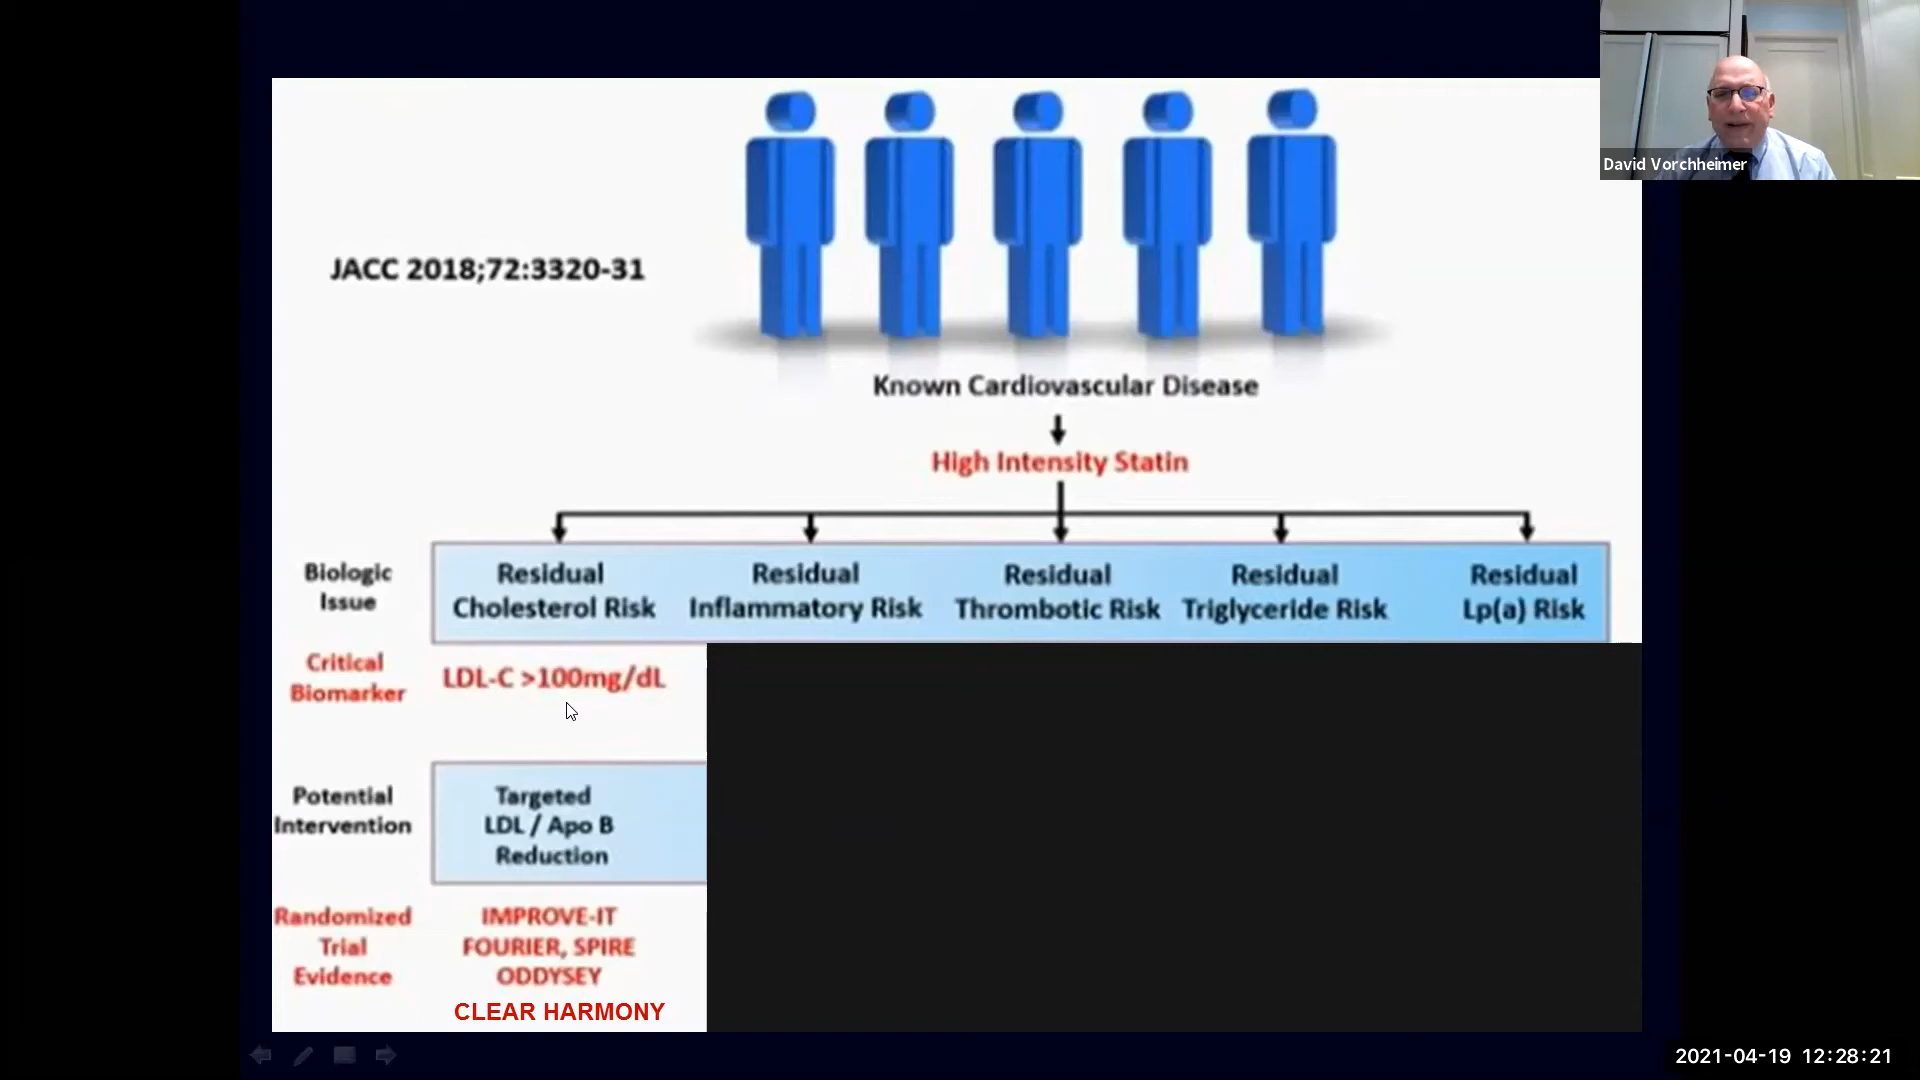 David Vorchheimer
JACC 2018;72:3320-31
Known Cardiovascular Disease
High Intensity Statin
Biologic
Issue
Residual
Cholesterol Risk
Residual
Inflammatory Risk
Residual
Thrombotic Risk
Residual
Triglyceride Risk
Residual
Lp(a) Risk
Critical
Biomarker
LDL-C >100mg/dL
Potential
Intervention
Targeted
LDL / Apo B
Reduction
Randomized
Trial
Evidence
IMPROVE-IT
FOURIER, SPIRE
ODDYSEY
CLEAR HARMONY
2021-04-19 12:28:21